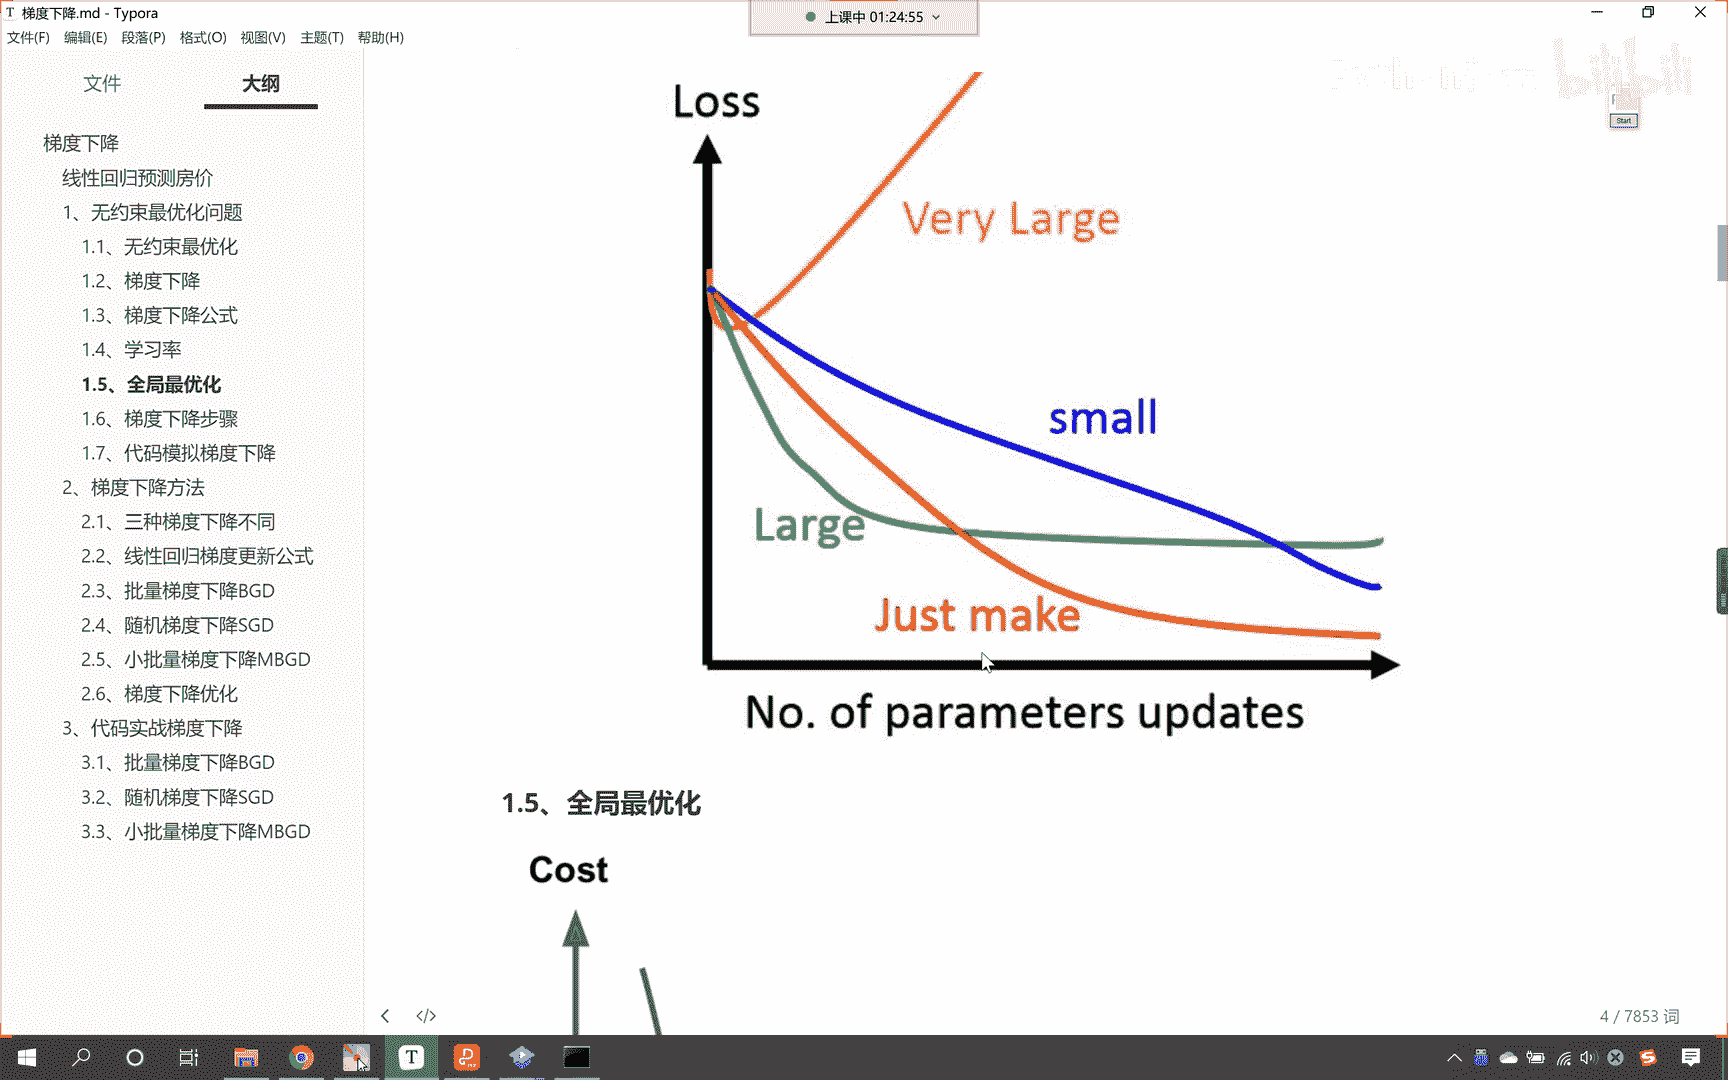 梯度下降.md - Typora
上课中 01:24:55
文件(F) 编辑(E) 段落(P) 格式(O) 视图(V) 主题(T) 帮助(H)
文件 大纲
梯度下降
线性回归预测房价
1、无约束最优化问题
1.1、无约束最优化
1.2、梯度下降
1.3、梯度下降公式
1.4、学习率
1.5、全局最优化
1.6、梯度下降步骤
1.7、代码模拟梯度下降
2、梯度下降方法
2.1、三种梯度下降不同
2.2、线性回归梯度更新公式
2.3、批量梯度下降BGD
2.4、随机梯度下降SGD
2.5、小批量梯度下降MBGD
2.6、梯度下降优化
3、代码实战梯度下降
3.1、批量梯度下降BGD
3.2、随机梯度下降SGD
3.3、小批量梯度下降MBGD
Loss
Very Large
small
Large
Just make
No. of parameters updates
1.5、全局最优化
Cost
bilibili
Start
4 / 7853 词